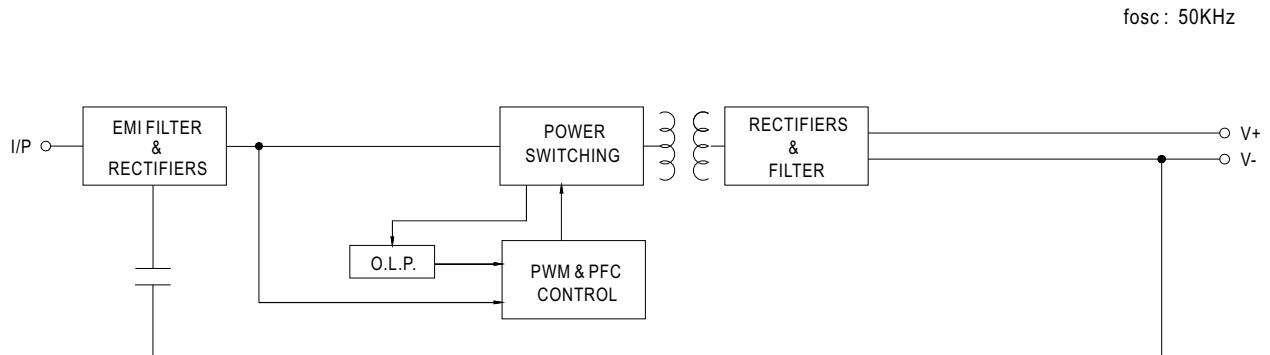 fosc : 50KHz
I/P
EMI FILTER
&
RECTIFIERS
POWER
SWITCHING
RECTIFIERS
&
FILTER
V+
V-
O.L.P.
PWM & PFC
CONTROL